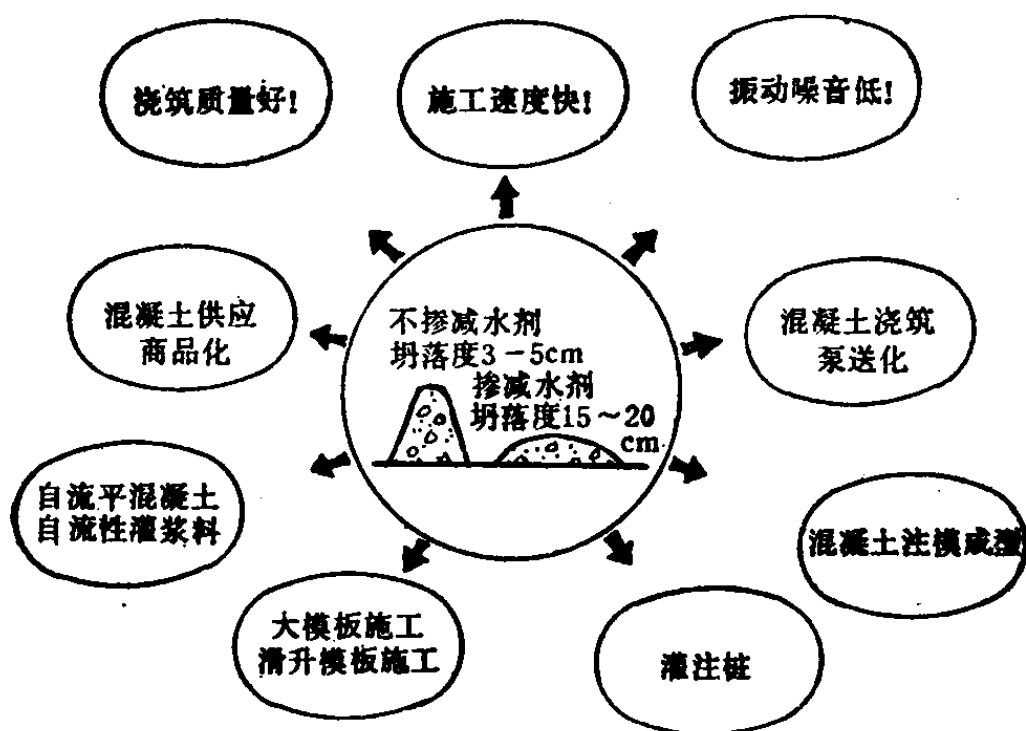 浇筑质量好!
施工速度快!
振动噪音低!
混凝土供应
商品化
不掺减水剂
坍落度3-5cm
掺减水剂
坍落度15～20
cm
混凝土浇筑
泵送化
自流平混凝土
自流性灌浆料
混凝土注模成型
大模板施工
滑升模板施工
灌注桩